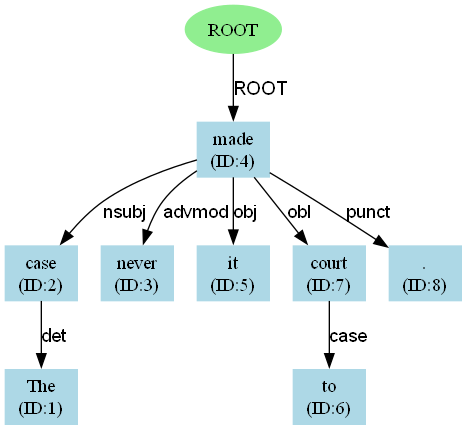 ROOT
ROOT
made
(ID:4)
nsubj advmod obj obl punct
case never it court .
(ID:2) (ID:3) (ID:5) (ID:7) (ID:8)
det case
The to
(ID:1) (ID:6)